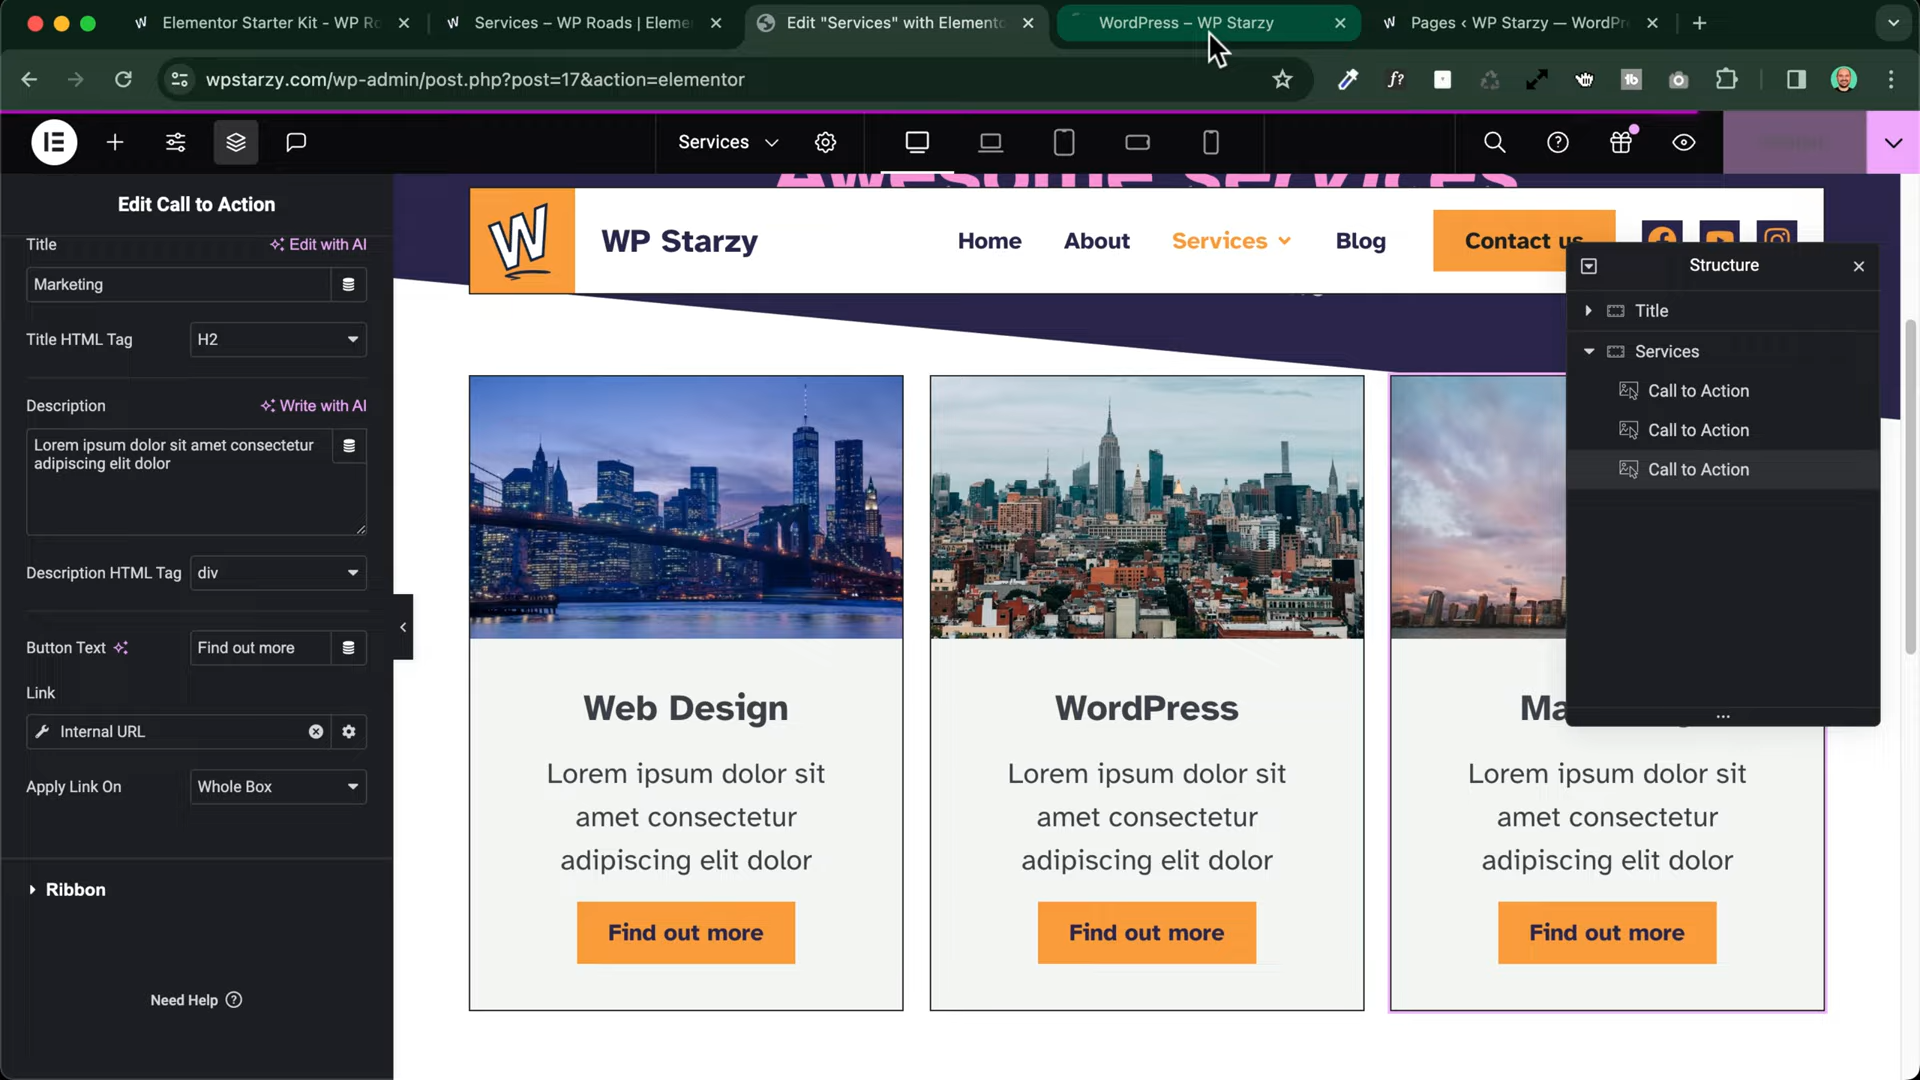 Elementor Starter Kit - WP Ro
Services – WP Roads | Eleme
Edit "Services" with Elemento
WordPress – WP Starzy
Pages ‹ WP Starzy — WordPr
wpstarzy.com/wp-admin/post.php?post=17&action=elementor
f?
tb
Services
Edit Call to Action
Title
Edit with AI
Marketing
Title HTML Tag
H2
Description
Write with AI
Lorem ipsum dolor sit amet consectetur
adipiscing elit dolor
Description HTML Tag
div
Button Text
Find out more
Link
Internal URL
Apply Link On
Whole Box
Ribbon
Need Help
Awesome services
W
WP Starzy
Home
About
Services
Blog
Contact us
Structure
Title
Services
Call to Action
Call to Action
Call to Action
Web Design
Lorem ipsum dolor sit
amet consectetur
adipiscing elit dolor
Find out more
WordPress
Lorem ipsum dolor sit
amet consectetur
adipiscing elit dolor
Find out more
Ma
Lorem ipsum dolor sit
amet consectetur
adipiscing elit dolor
Find out more